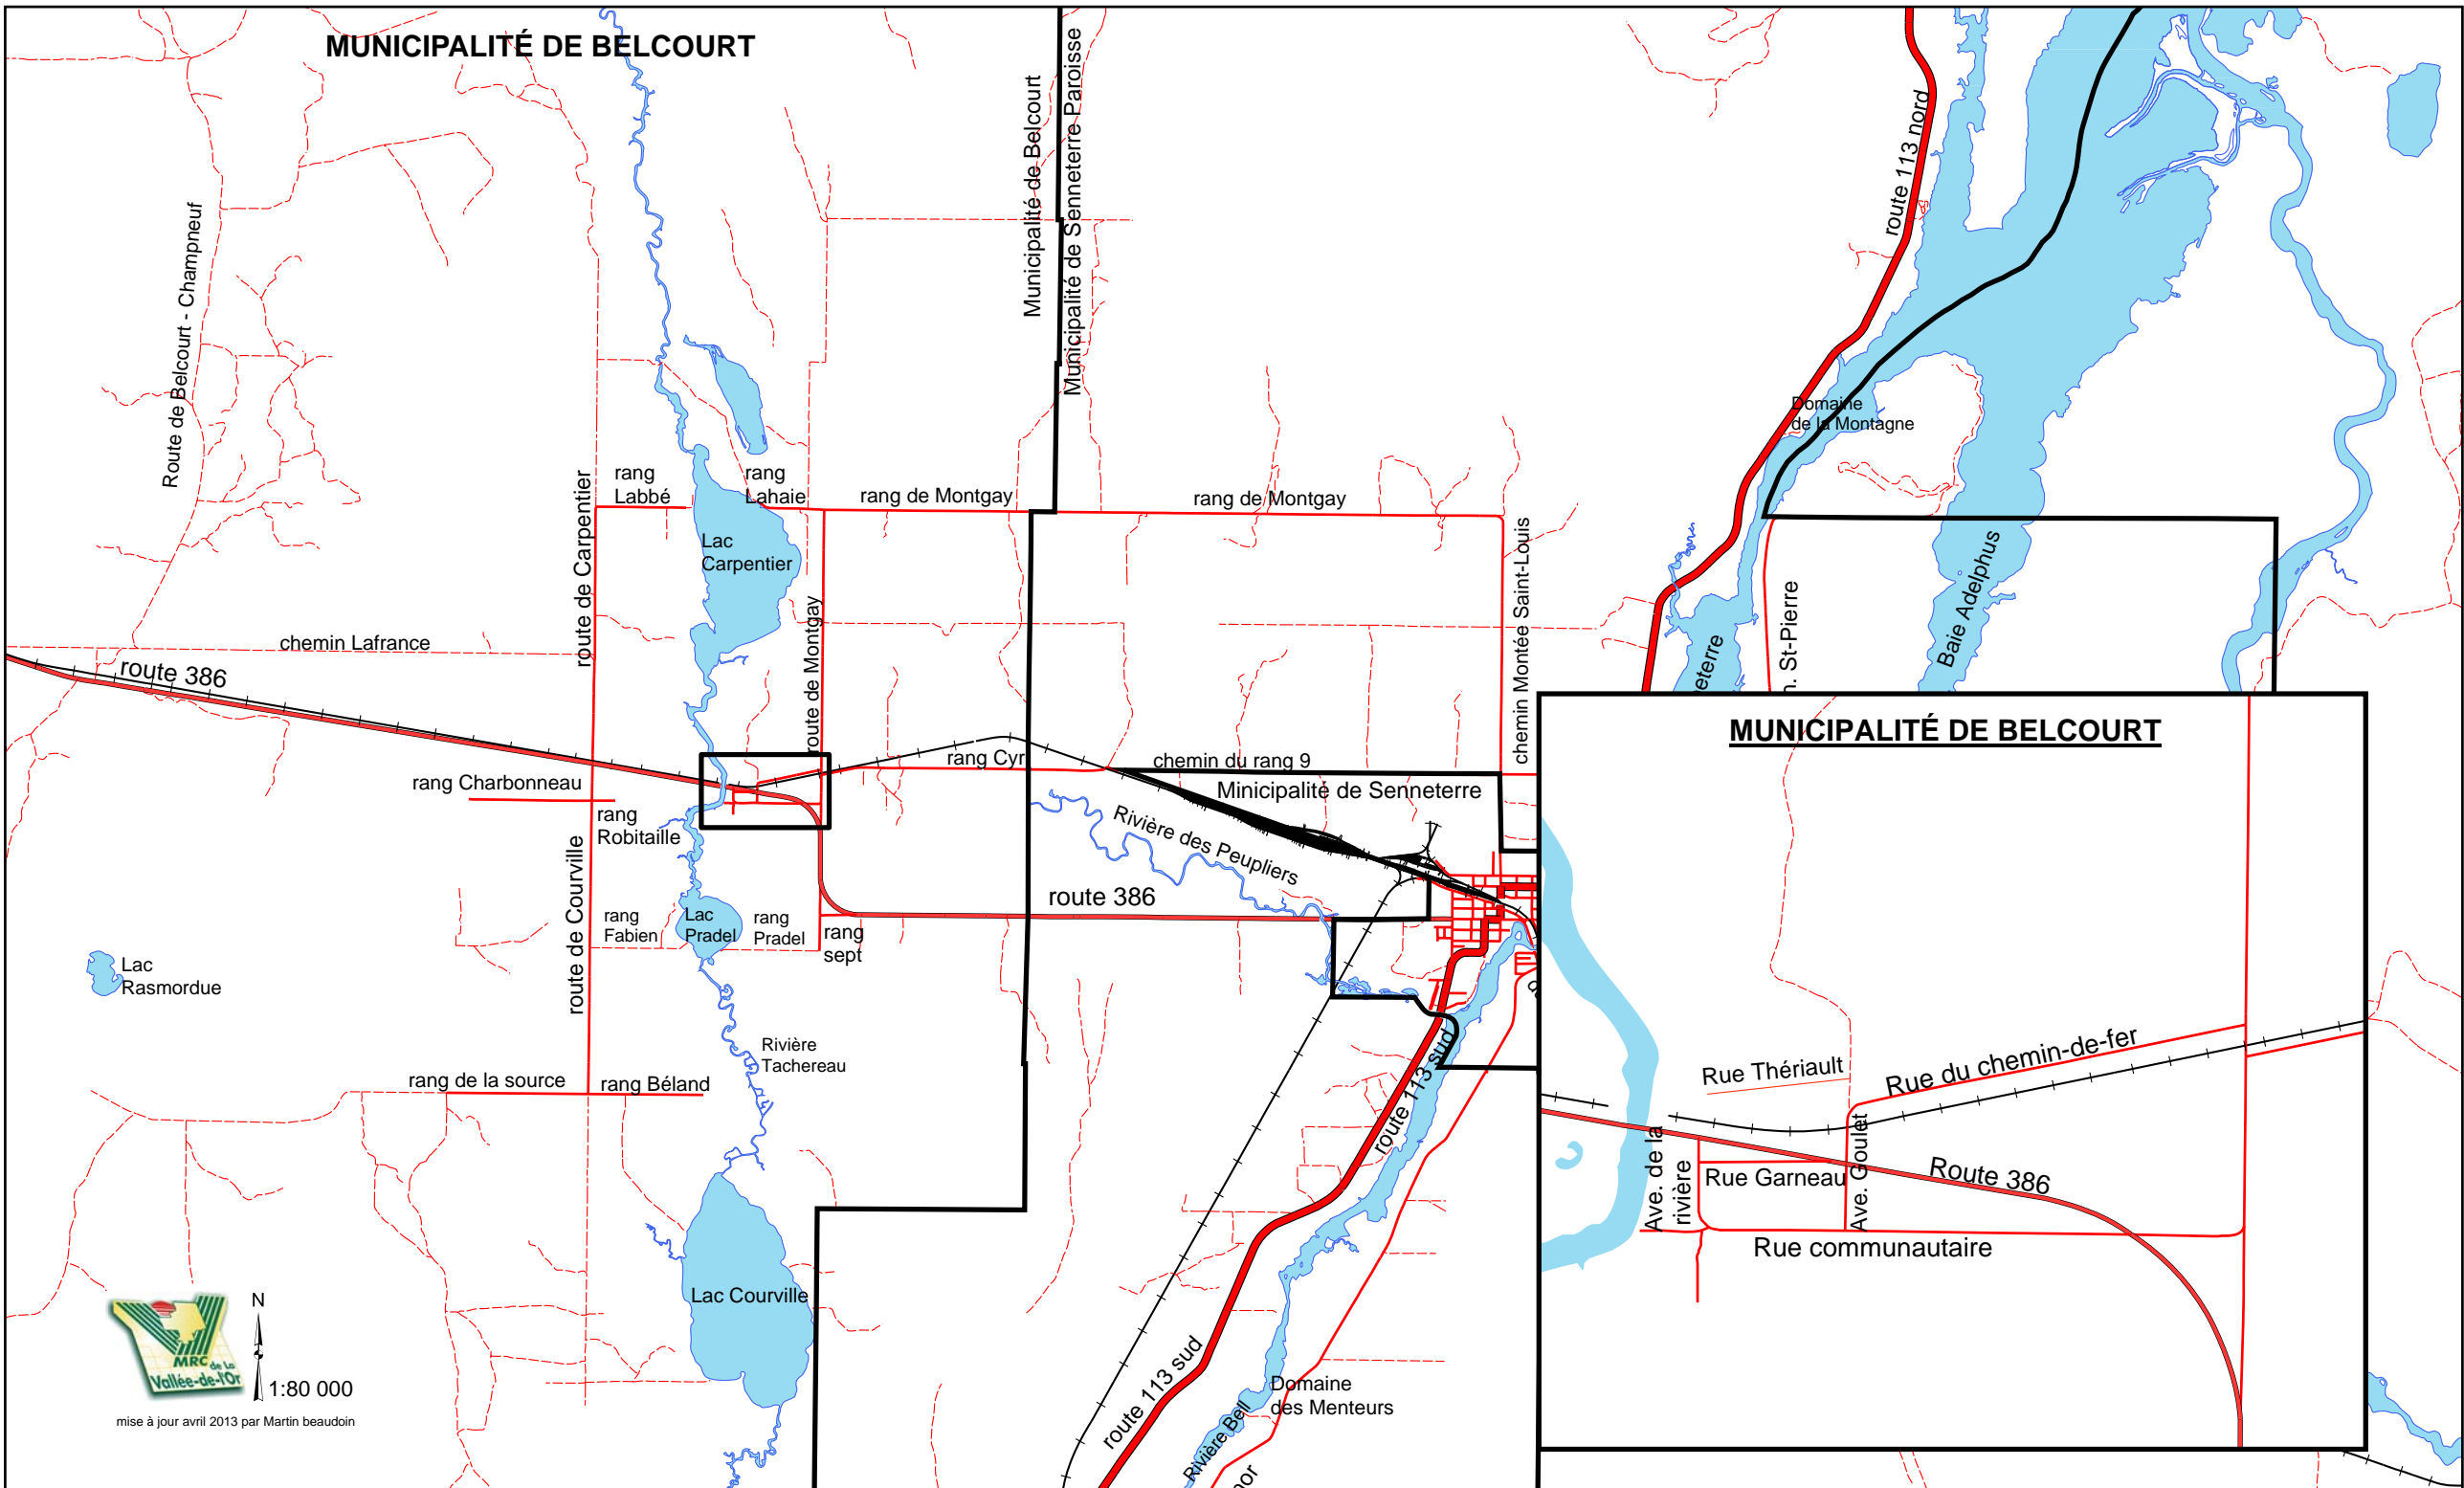 MUNICIPALITÉ DE BELCOURT
Municipalité de Belcourt
Municipalité de Senneterre Paroisse
route 113 nord
Route de Belcourt - Champneuf
Domaine
de la Montagne
rang
Labbé
rang
Lahaie
rang de Montgay
rang de Montgay
route de Carpentier
Lac
Carpentier
route de Montgay
chemin Montée Saint-Louis
Baie Adelphus
St-Pierre
chemin Lafrance
route 386
rang Charbonneau
rang
Robitaille
rang Cyr
chemin du rang 9
Minicipalité de Senneterre
Rivière des Peupliers
route 386
route de Courville
rang
Fabien
Lac
Pradel
rang
Pradel
rang
sept
Lac
Rasmordue
Rivière
Tachereau
rang de la source
rang Béland
route 113 sud
Lac Courville
route 113 sud
Domaine
des Menteurs
Rivière Bell
MUNICIPALITÉ DE BELCOURT
Rue Thériault
Rue du chemin-de-fer
Ave. de la
rivière
Rue Garneau
Ave. Goulet
Route 386
Rue communautaire
MRC de La
Vallée-de-l'Or
N
1:80 000
mise à jour avril 2013 par Martin beaudoin